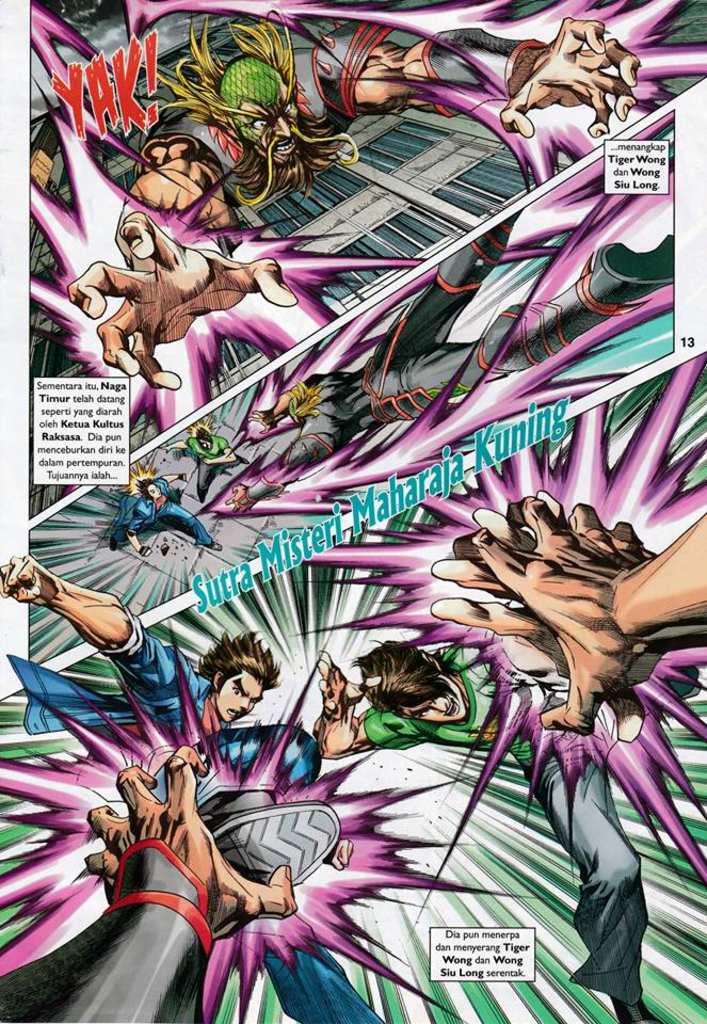 YAK!
...menangkap
Tiger Wong
dan Wong
Siu Long.
13
Sementara itu, Naga
Timur telah datang
seperti yang diarah
oleh Ketua Kultus
Raksasa. Dia pun
menceburkan diri ke
dalam pertempuran.
Tujuannya ialah...
Sutra Misteri Maharaja Kuning
Dia pun menerpa
dan menyerang Tiger
Wong dan Wong
Siu Long serentak.